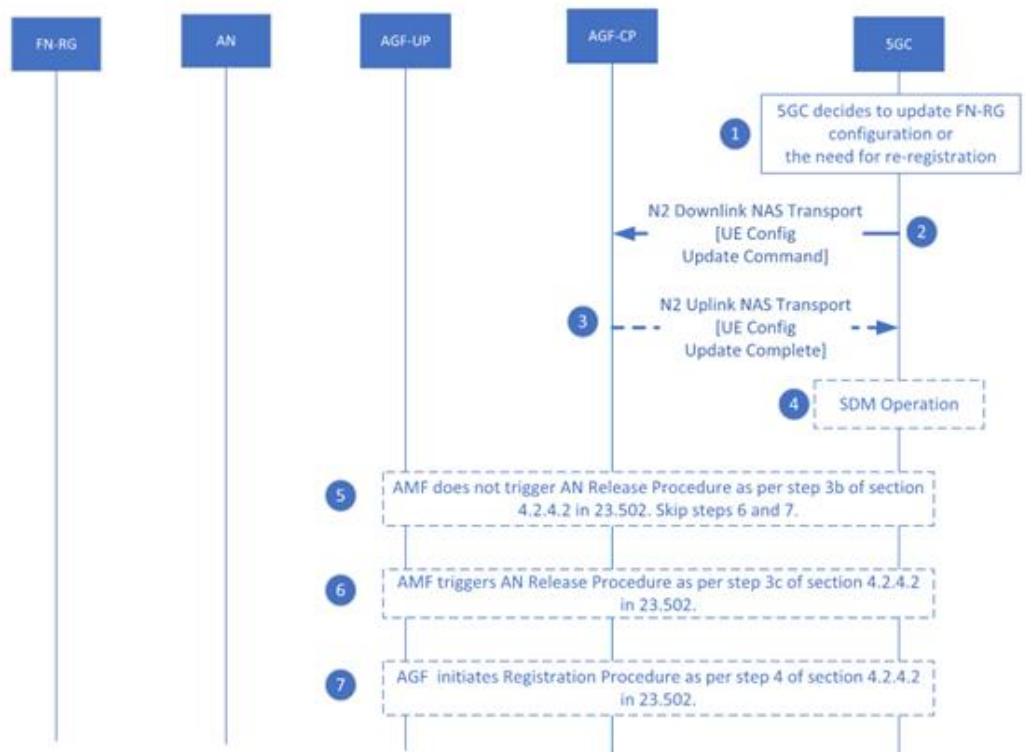 FN-RG
AN
AGF-UP
AGF-CP
5GC
1
5GC decides to update FN-RG
configuration or
the need for re-registration
N2 Downlink NAS Transport
[UE Config
Update Command]
2
3
N2 Uplink NAS Transport
[UE Config
Update Complete]
4
SDM Operation
5
AMF does not trigger AN Release Procedure as per step 3b of section
4.2.4.2 in 23.502. Skip steps 6 and 7.
6
AMF triggers AN Release Procedure as per step 3c of section 4.2.4.2
in 23.502.
7
AGF initiates Registration Procedure as per step 4 of section 4.2.4.2
in 23.502.